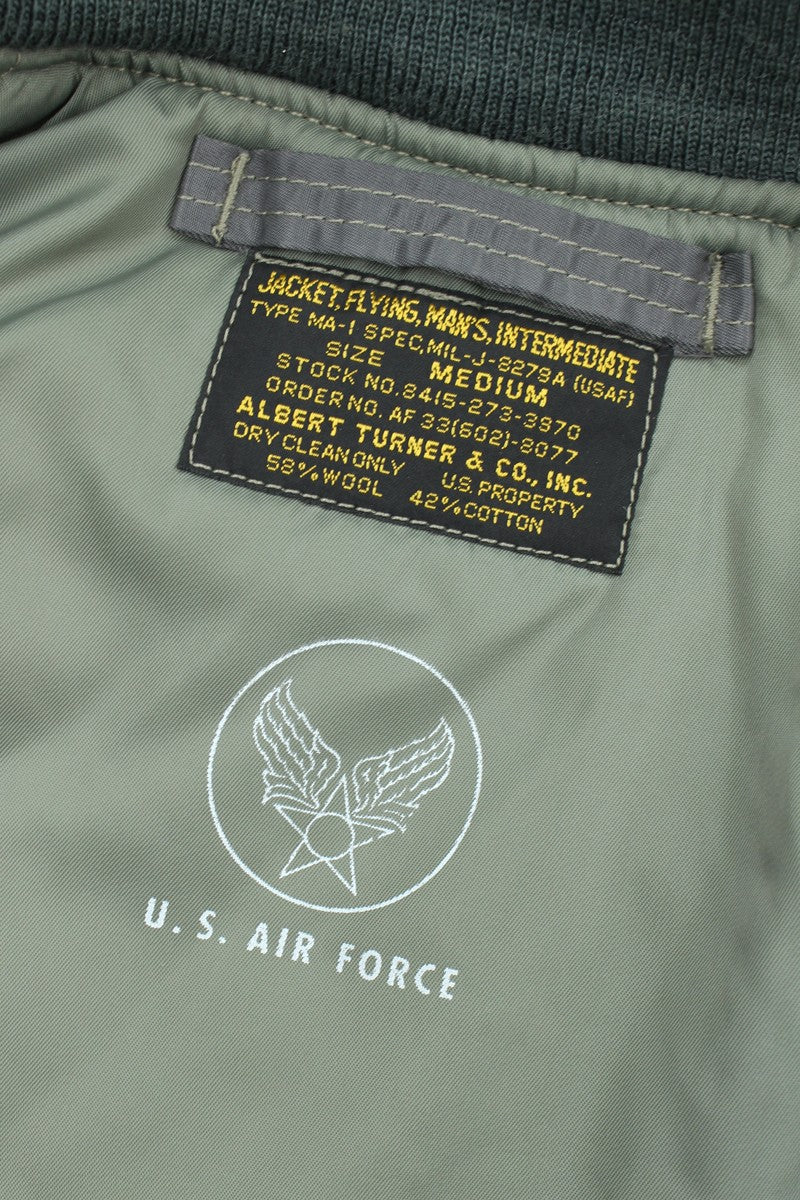 JACKET, FLYING, MAN'S, INTERMEDIATE
TYPE MA-1 SPEC, MIL-J-8279A (USAF)
SIZE MEDIUM
STOCK NO. 8415-273-3970
ORDER NO. AF 33(602)-8077
ALBERT TURNER & CO., INC.
DRY CLEAN ONLY U.S. PROPERTY
58% WOOL 42% COTTON
U. S. AIR FORCE